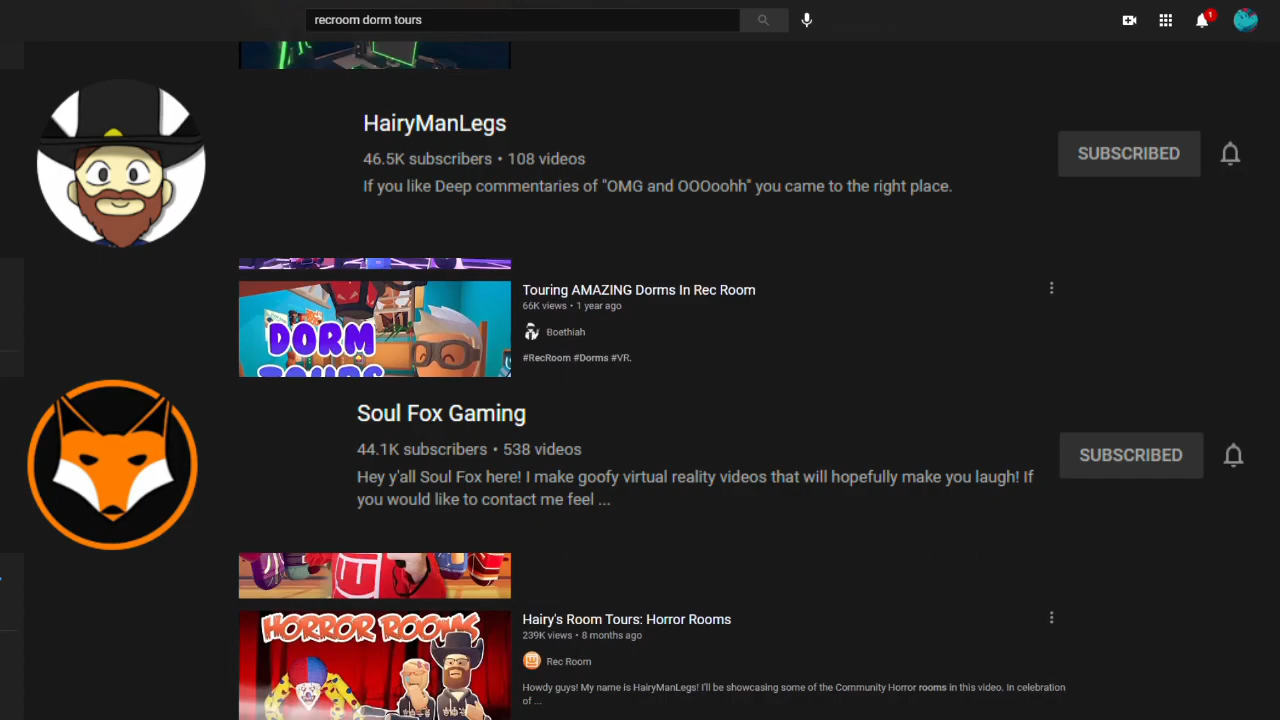 recroom dorm tours
1
HairyManLegs
46.5K subscribers • 108 videos
SUBSCRIBED
If you like Deep commentaries of "OMG and OOOoohh" you came to the right place.
Touring AMAZING Dorms In Rec Room
66K views • 1 year ago
Boethiah
#RecRoom #Dorms #VR.
DORM
TOURS
Soul Fox Gaming
44.1K subscribers • 538 videos
SUBSCRIBED
Hey y'all Soul Fox here! I make goofy virtual reality videos that will hopefully make you laugh! If
you would like to contact me feel ...
Hairy's Room Tours: Horror Rooms
239K views • 8 months ago
Rec Room
Howdy guys! My name is HairyManLegs! I'll be showcasing some of the Community Horror rooms in this video. In celebration
of ...
HORROR ROOMS